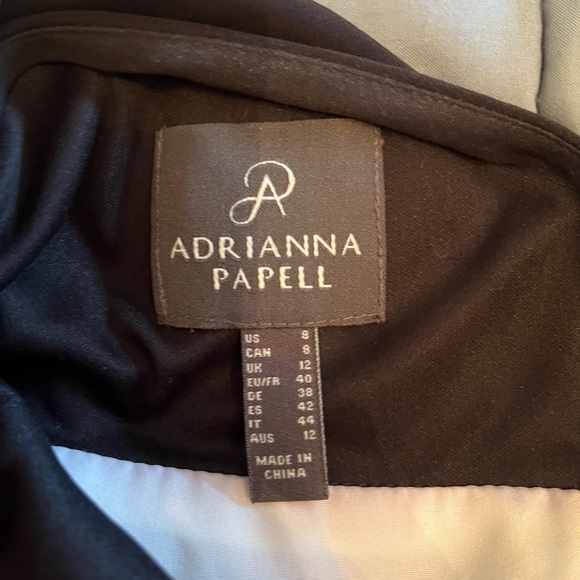 AP
ADRIANNA
PAPELL
US 8
CAN 8
UK 12
EU/FR 40
DE 38
ES 42
IT 44
AUS 12
MADE IN
CHINA